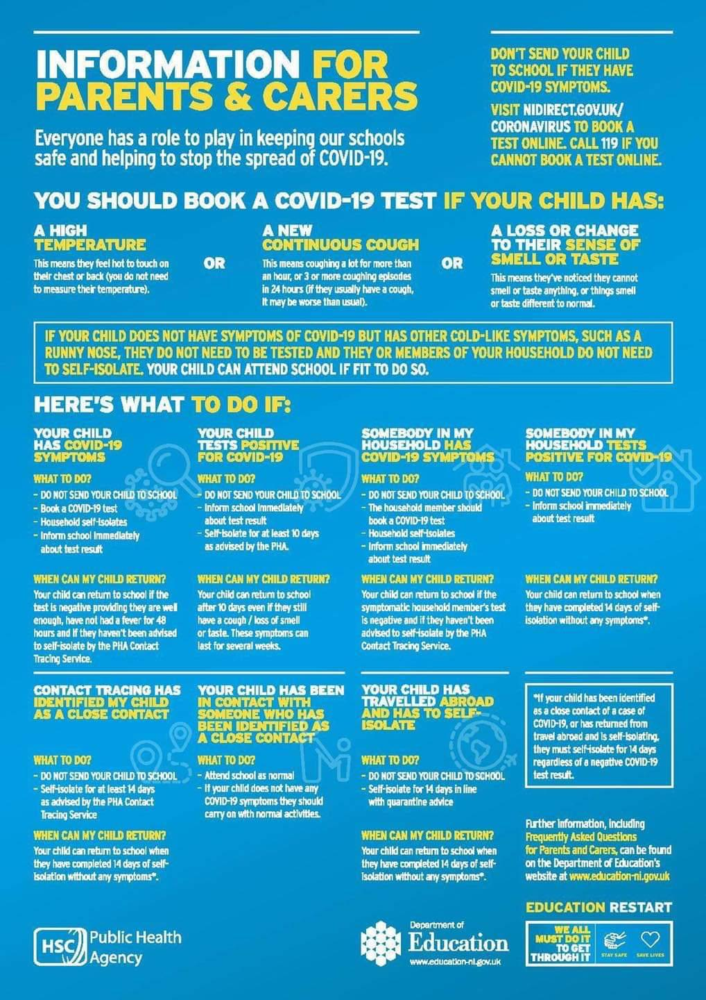 INFORMATION FOR
PARENTS & CARERS
Everyone has a role to play in keeping our schools
safe and helping to stop the spread of COVID-19.
DON'T SEND YOUR CHILD
TO SCHOOL IF THEY HAVE
COVID-19 SYMPTOMS.
VISIT NIDIRECT.GOV.UK/
CORONAVIRUS TO BOOK A
TEST ONLINE. CALL 119 IF YOU
CANNOT BOOK A TEST ONLINE.
YOU SHOULD BOOK A COVID-19 TEST IF YOUR CHILD HAS:
A HIGH
TEMPERATURE
This means they feel hot to touch on
their chest or back (you do not need
to measure their temperature).
OR
A NEW
CONTINUOUS COUGH
This means coughing a lot for more than
an hour, or 3 or more coughing episodes
in 24 hours (if they usually have a cough,
it may be worse than usual).
OR
A LOSS OR CHANGE
TO THEIR SENSE OF
SMELL OR TASTE
This means they've noticed they cannot
smell or taste anything, or things smell
or taste different to normal.
IF YOUR CHILD DOES NOT HAVE SYMPTOMS OF COVID-19 BUT HAS OTHER COLD-LIKE SYMPTOMS, SUCH AS A
RUNNY NOSE, THEY DO NOT NEED TO BE TESTED AND THEY OR MEMBERS OF YOUR HOUSEHOLD DO NOT NEED
TO SELF-ISOLATE. YOUR CHILD CAN ATTEND SCHOOL IF FIT TO DO SO.
HERE'S WHAT TO DO IF:
YOUR CHILD
HAS COVID-19
SYMPTOMS
WHAT TO DO?
- DO NOT SEND YOUR CHILD TO SCHOOL
- Book a COVID-19 test
- Household self-isolates
- Inform school immediately
about test result
WHEN CAN MY CHILD RETURN?
Your child can return to school if the
test is negative providing they are well
enough, have not had a fever for 48
hours and if they haven't been advised
to self-isolate by the PHA Contact
Tracing Service.
YOUR CHILD
TESTS POSITIVE
FOR COVID-19
WHAT TO DO?
- DO NOT SEND YOUR CHILD TO SCHOOL
- Inform school immediately
about test result
- Self-isolate for at least 10 days
as advised by the PHA.
WHEN CAN MY CHILD RETURN?
Your child can return to school
after 10 days even if they still
have a cough / loss of smell
or taste. These symptoms can
last for several weeks.
SOMEBODY IN MY
HOUSEHOLD HAS
COVID-19 SYMPTOMS
WHAT TO DO?
- DO NOT SEND YOUR CHILD TO SCHOOL
- The household member should
book a COVID-19 test
- Household self-isolates
- Inform school immediately
about test result
WHEN CAN MY CHILD RETURN?
Your child can return to school if the
symptomatic household member's test
is negative and if they haven't been
advised to self-isolate by the PHA
Contact Tracing Service.
SOMEBODY IN MY
HOUSEHOLD TESTS
POSITIVE FOR COVID-19
WHAT TO DO?
- DO NOT SEND YOUR CHILD TO SCHOOL
- Inform school immediately
about test result
WHEN CAN MY CHILD RETURN?
Your child can return to school when
they have completed 14 days of self-
isolation without any symptoms*.
CONTACT TRACING HAS
IDENTIFIED MY CHILD
AS A CLOSE CONTACT
WHAT TO DO?
- DO NOT SEND YOUR CHILD TO SCHOOL
- Self-isolate for at least 14 days
as advised by the PHA Contact
Tracing Service
WHEN CAN MY CHILD RETURN?
Your child can return to school when
they have completed 14 days of self-
isolation without any symptoms*.
YOUR CHILD HAS BEEN
IN CONTACT WITH
SOMEONE WHO HAS
BEEN IDENTIFIED AS
A CLOSE CONTACT
WHAT TO DO?
- Attend school as normal
- If your child does not have any
COVID-19 symptoms they should
carry on with normal activities.
YOUR CHILD HAS
TRAVELLED ABROAD
AND HAS TO SELF-
ISOLATE
WHAT TO DO?
- DO NOT SEND YOUR CHILD TO SCHOOL
- Self-isolate for 14 days in line
with quarantine advice
WHEN CAN MY CHILD RETURN?
Your child can return to school when
they have completed 14 days of self-
isolation without any symptoms*.
*If your child has been identified
as a close contact of a case of
COVID-19, or has returned from
travel abroad and is self-isolating,
they must self-isolate for 14 days
regardless of a negative COVID-19
test result.
Further information, including
Frequently Asked Questions
for Parents and Carers, can be found
on the Department of Education's
website at www.education-ni.gov.uk
EDUCATION RESTART
HSC Public Health
Agency
Department of
Education
www.education-ni.gov.uk
WE ALL
MUST DO IT
TO GET
THROUGH IT
STAY SAFE
SAVE LIVES